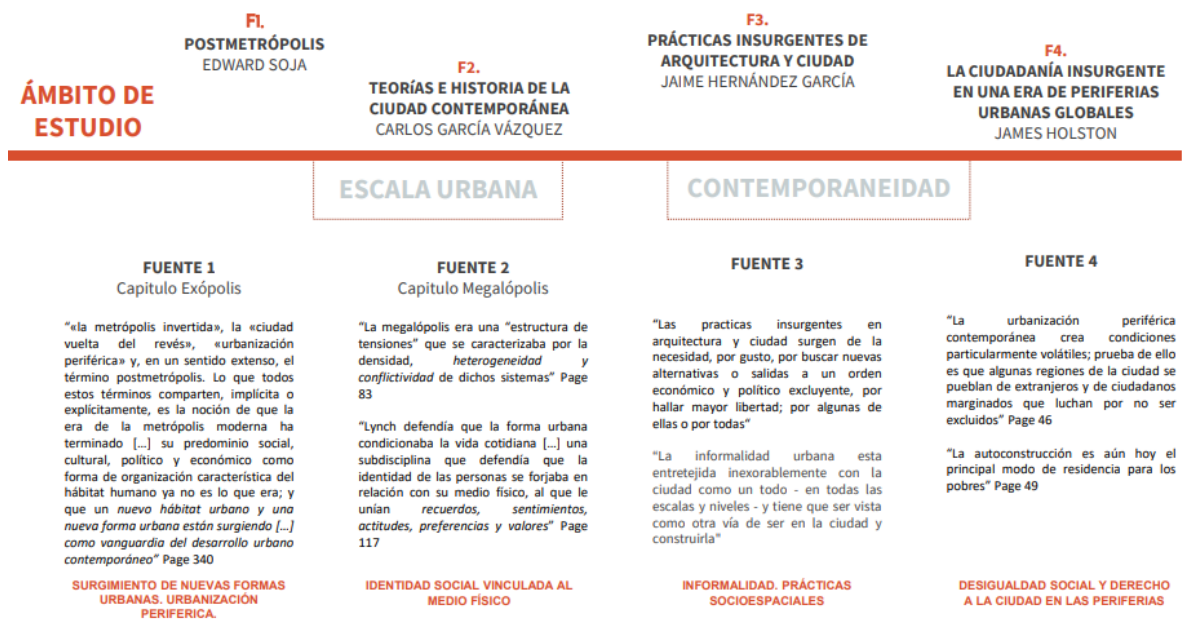 F1.
POSTMETRÓPOLIS
EDWARD SOJA
F2.
TEORÍAS E HISTORIA DE LA
CIUDAD CONTEMPORÁNEA
CARLOS GARCÍA VÁZQUEZ
F3.
PRÁCTICAS INSURGENTES DE
ARQUITECTURA Y CIUDAD
JAIME HERNÁNDEZ GARCÍA
F4.
LA CIUDADANÍA INSURGENTE
EN UNA ERA DE PERIFERIAS
URBANAS GLOBALES
JAMES HOLSTON
ÁMBITO DE
ESTUDIO
ESCALA URBANA
CONTEMPORANEIDAD
FUENTE 1
Capitulo Exópolis
"«la metrópolis invertida», la «ciudad
vuelta del revés», «urbanización
periférica» y, en un sentido extenso, el
término postmetrópolis. Lo que todos
estos términos comparten, implícita o
explícitamente, es la noción de que la
era de la metrópolis moderna ha
terminado [...] su predominio social,
cultural, político y económico como
forma de organización característica del
hábitat humano ya no es lo que era; y
que un nuevo hábitat urbano y una
nueva forma urbana están surgiendo [...]
como vanguardia del desarrollo urbano
contemporáneo" Page 340
SURGIMIENTO DE NUEVAS FORMAS
URBANAS. URBANIZACIÓN
PERIFERICA.
FUENTE 2
Capitulo Megalópolis
"La megalópolis era una "estructura de
tensiones" que se caracterizaba por la
densidad, heterogeneidad y
conflictividad de dichos sistemas" Page
83
"Lynch defendía que la forma urbana
condicionaba la vida cotidiana [...] una
subdisciplina que defendía que la
identidad de las personas se forjaba en
relación con su medio físico, al que le
unían recuerdos, sentimientos,
actitudes, preferencias y valores" Page
117
IDENTIDAD SOCIAL VINCULADA AL
MEDIO FÍSICO
FUENTE 3
"Las practicas insurgentes en
arquitectura y ciudad surgen de la
necesidad, por gusto, por buscar nuevas
alternativas o salidas a un orden
económico y político excluyente, por
hallar mayor libertad; por algunas de
ellas o por todas"
"La informalidad urbana esta
entretejida inexorablemente con la
ciudad como un todo - en todas las
escalas y niveles - y tiene que ser vista
como otra vía de ser en la ciudad y
construirla"
INFORMALIDAD. PRÁCTICAS
SOCIOESPACIALES
FUENTE 4
"La urbanización periférica
contemporánea crea condiciones
particularmente volátiles; prueba de ello
es que algunas regiones de la ciudad se
pueblan de extranjeros y de ciudadanos
marginados que luchan por no ser
excluidos" Page 46
"La autoconstrucción es aún hoy el
principal modo de residencia para los
pobres" Page 49
DESIGUALDAD SOCIAL Y DERECHO
A LA CIUDAD EN LAS PERIFERIAS